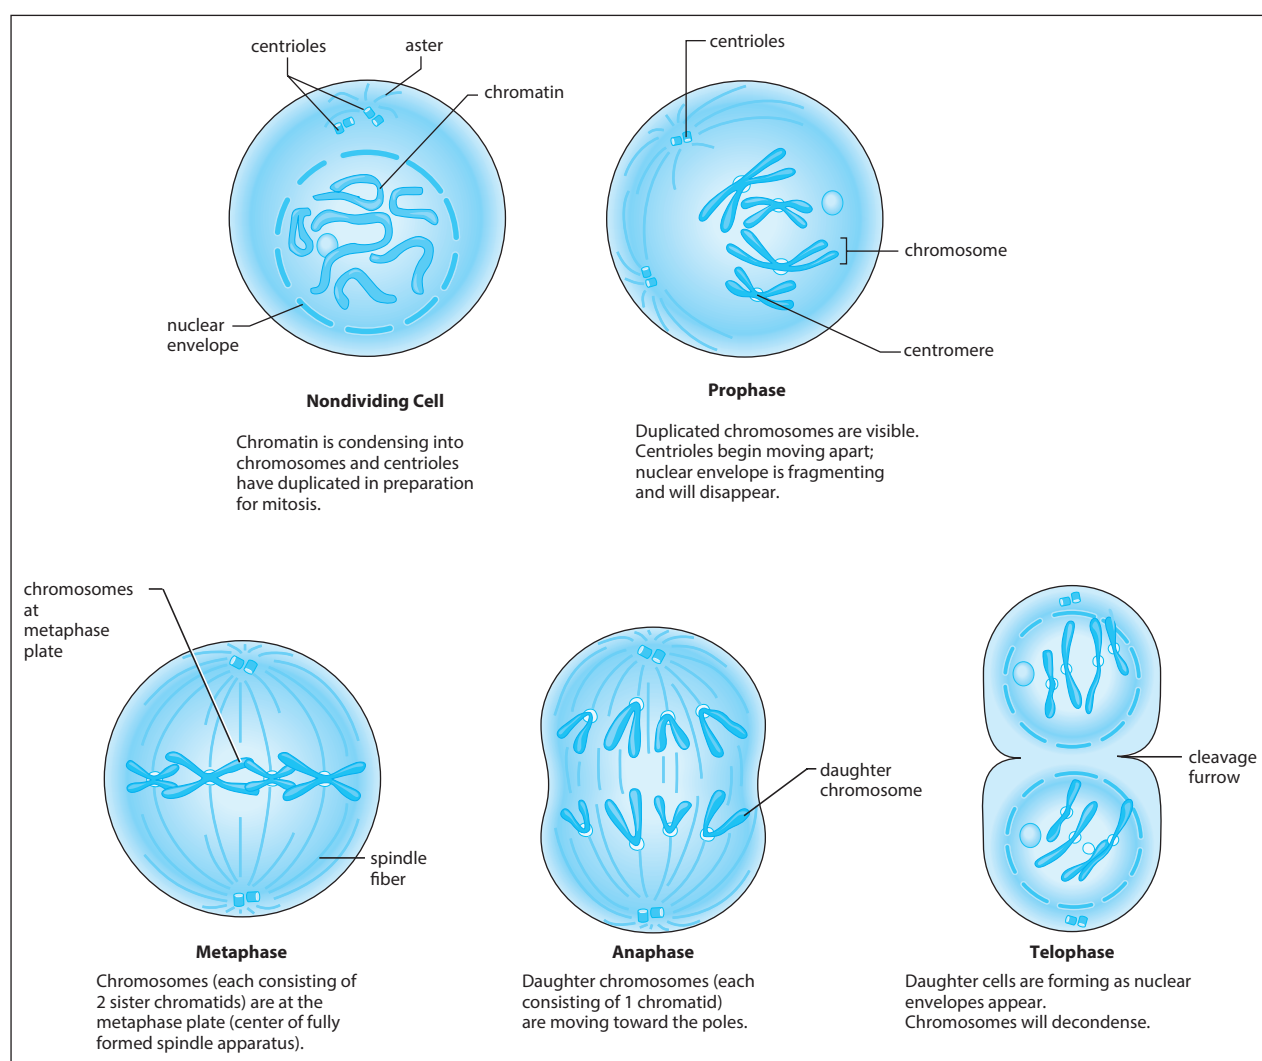 centrioles
aster
chromatin
nuclear
envelope
Nondividing Cell
Chromatin is condensing into
chromosomes and centrioles
have duplicated in preparation
for mitosis.
centrioles
chromosome
centromere
Prophase
Duplicated chromosomes are visible.
Centrioles begin moving apart;
nuclear envelope is fragmenting
and will disappear.
chromosomes
at
metaphase
plate
spindle
fiber
Metaphase
Chromosomes (each consisting of
2 sister chromatids) are at the
metaphase plate (center of fully
formed spindle apparatus).
daughter
chromosome
Anaphase
Daughter chromosomes (each
consisting of 1 chromatid)
are moving toward the poles.
cleavage
furrow
Telophase
Daughter cells are forming as nuclear
envelopes appear.
Chromosomes will decondense.